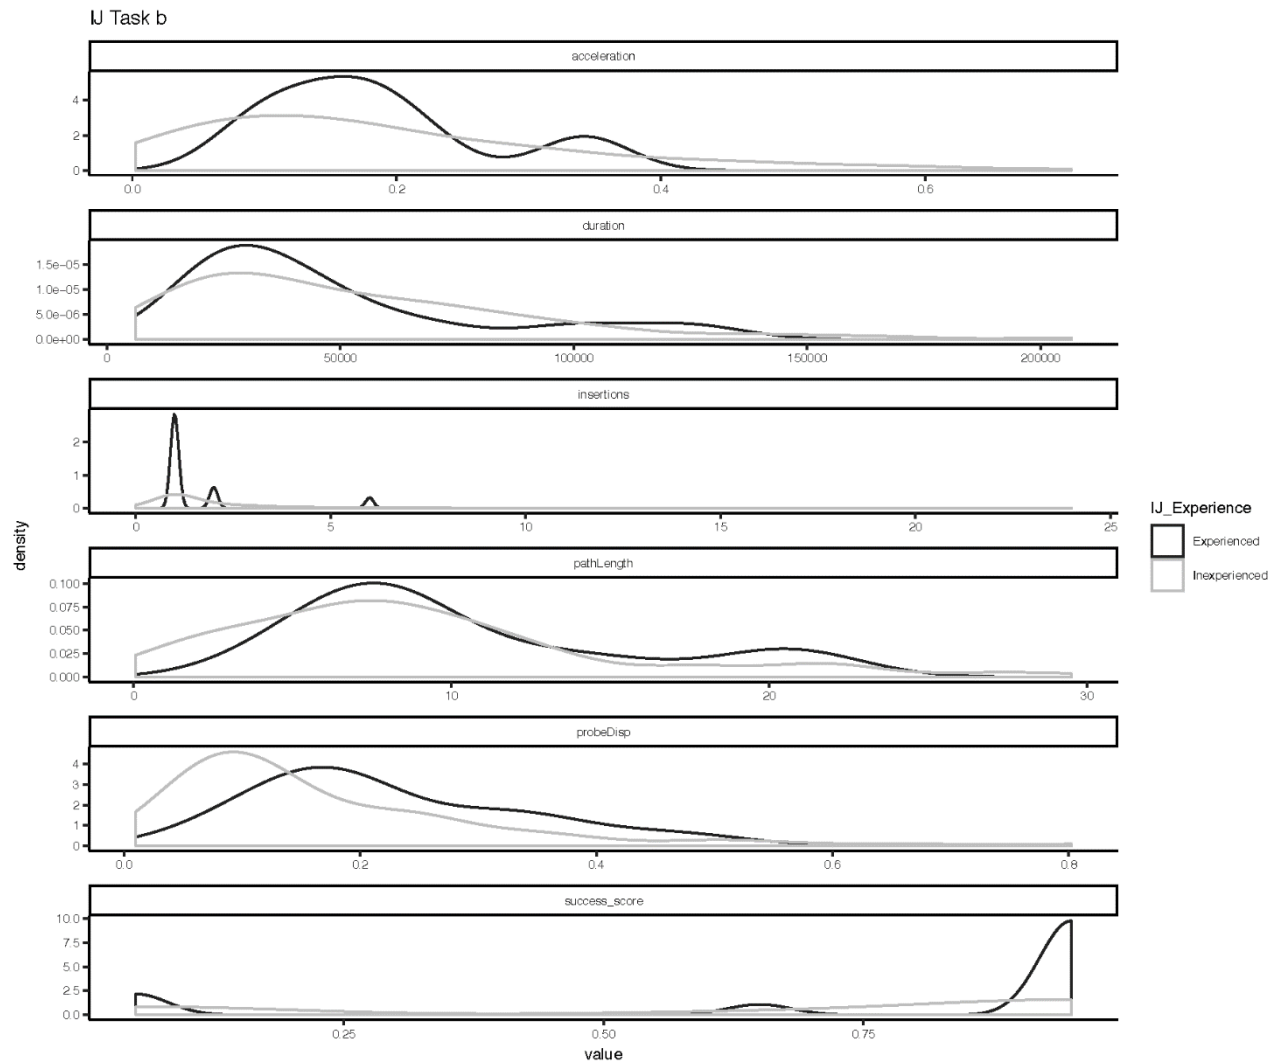 IJ Task b
acceleration
4
2
0
0.0 0.2 0.4 0.6
duration
1.5e−05
1.0e−05
5.0e−06
0.0e+00
0 50000 100000 150000 200000
insertions
2
1
0
0 5 10 15 20 25
pathLength
0.100
0.075
0.050
0.025
0.000
0 10 20 30
probeDisp
4
3
2
1
0
0.0 0.2 0.4 0.6 0.8
success_score
10.0
7.5
5.0
2.5
0.0
0.25 0.50 0.75
value
density
IJ_Experience
Experienced
Inexperienced